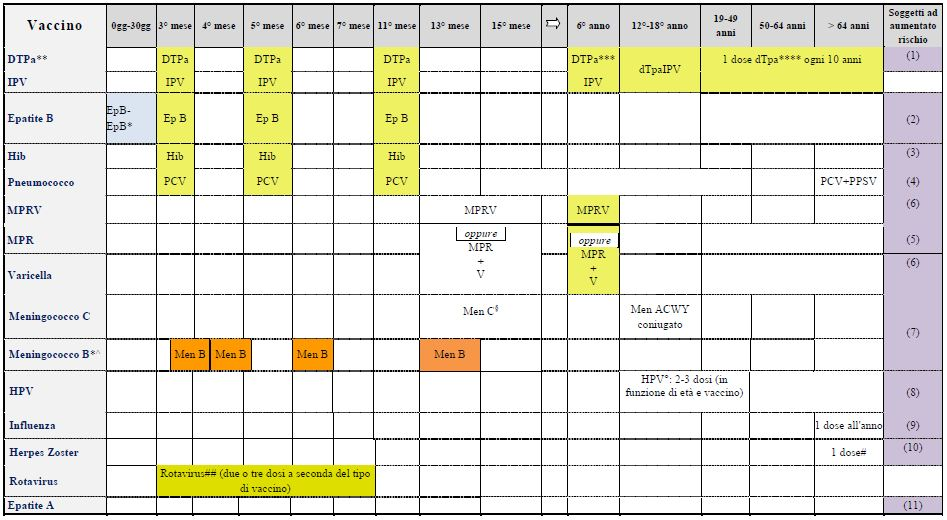 Vaccino 0gg-30gg 3° mese 4° mese 5° mese 6° mese 7° mese 11° mese 13° mese 15° mese ⇨ 6° anno 12°-18° anno 19-49 anni 50-64 anni > 64 anni Soggetti ad aumentato rischio
DTPa** DTPa DTPa DTPa DTPa*** dTpaIPV 1 dose dTpa**** ogni 10 anni (1)
IPV IPV IPV IPV IPV
Epatite B EpB-EpB* Ep B Ep B Ep B (2)
Hib Hib Hib Hib (3)
Pneumococco PCV PCV PCV PCV+PPSV (4)
MPRV MPRV MPRV (6)
MPR oppure MPR oppure MPR (5)
Varicella + V + V (6)
Meningococco C Men C§ Men ACWY coniugato (7)
Meningococco B*^ Men B Men B Men B Men B
HPV HPV°: 2-3 dosi (in funzione di età e vaccino) (8)
Influenza 1 dose all'anno (9)
Herpes Zoster 1 dose# (10)
Rotavirus Rotavirus## (due o tre dosi a seconda del tipo di vaccino)
Epatite A (11)